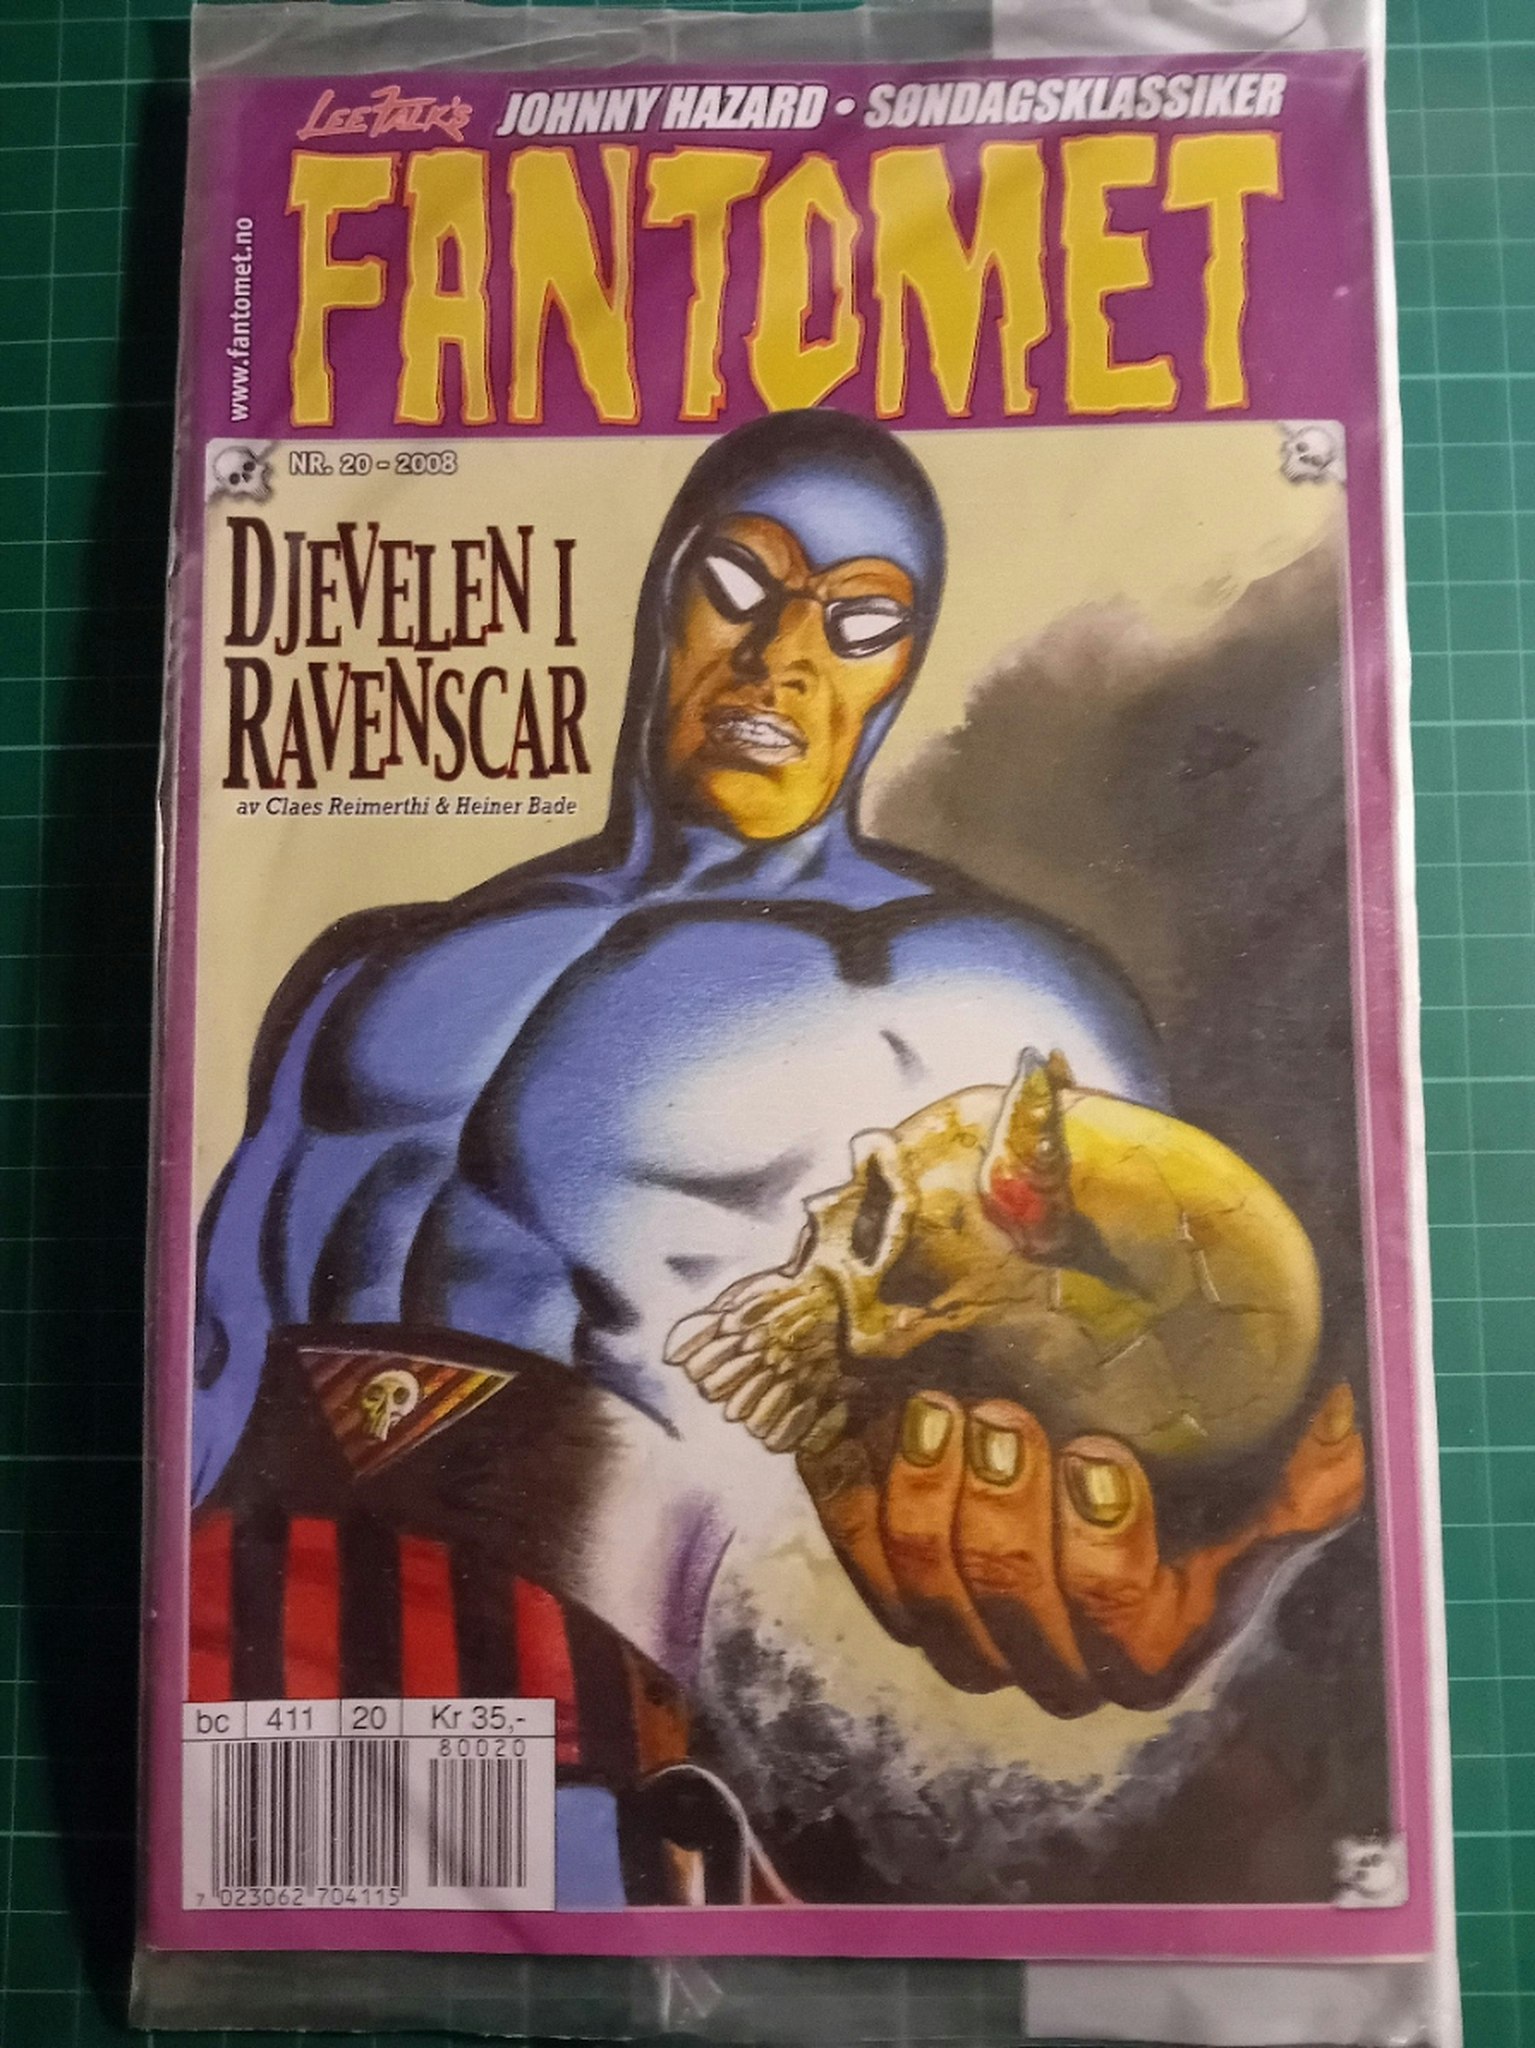 LEE FALK'S JOHNNY HAZARD • SØNDAGSKLASSIKER
FANTOMET
www.fantomet.no
NR. 20 - 2008
DJEVELEN I
RAVENSCAR
av Claes Reimerthi & Heiner Bade
bc 411 20 Kr 35,-
80020
7 023062 704115